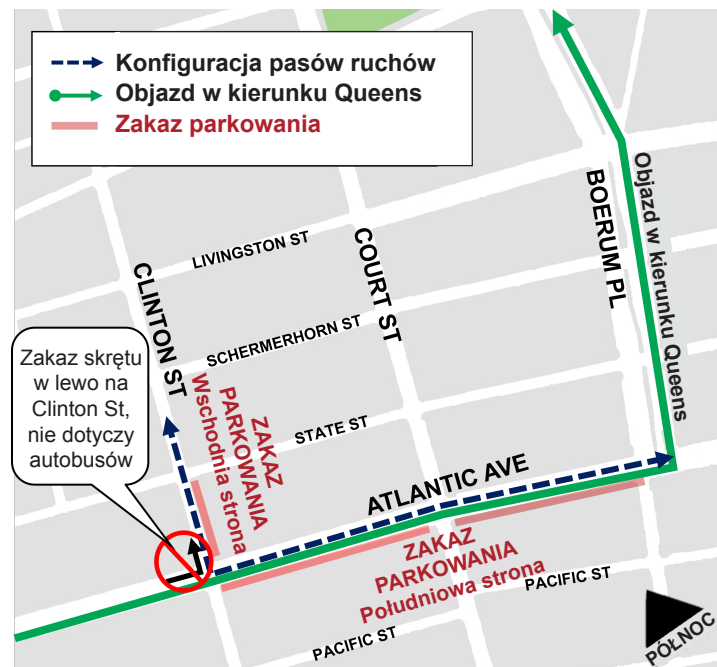 Konfiguracja pasów ruchów
Objazd w kierunku Queens
Zakaz parkowania
LIVINGSTON ST
CLINTON ST
COURT ST
BOERUM PL
Objazd w kierunku Queens
SCHERMERHORN ST
Zakaz skrętu
w lewo na
Clinton St,
nie dotyczy
autobusów
ZAKAZ
PARKOWANIA
Wschodnia strona
STATE ST
ATLANTIC AVE
ZAKAZ
PARKOWANIA
Południowa strona
PACIFIC ST
PACIFIC ST
PÓŁNOC